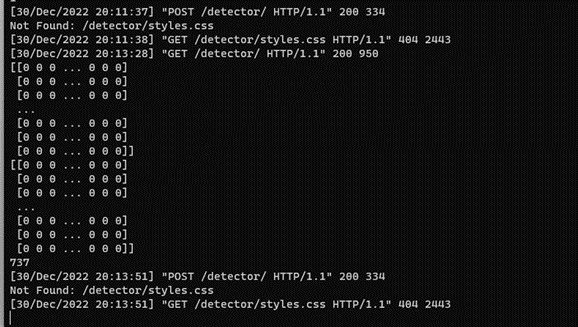 [30/Dec/2022 20:11:37] "POST /detector/ HTTP/1.1" 200 334
Not Found: /detector/styles.css
[30/Dec/2022 20:11:38] "GET /detector/styles.css HTTP/1.1" 404 2443
[30/Dec/2022 20:13:28] "GET /detector/ HTTP/1.1" 200 950
[[0 0 0 ... 0 0 0]
 [0 0 0 ... 0 0 0]
 [0 0 0 ... 0 0 0]
 ...
 [0 0 0 ... 0 0 0]
 [0 0 0 ... 0 0 0]
 [0 0 0 ... 0 0 0]]
[[0 0 0 ... 0 0 0]
 [0 0 0 ... 0 0 0]
 [0 0 0 ... 0 0 0]
 ...
 [0 0 0 ... 0 0 0]
 [0 0 0 ... 0 0 0]
 [0 0 0 ... 0 0 0]]
737
[30/Dec/2022 20:13:51] "POST /detector/ HTTP/1.1" 200 334
Not Found: /detector/styles.css
[30/Dec/2022 20:13:51] "GET /detector/styles.css HTTP/1.1" 404 2443